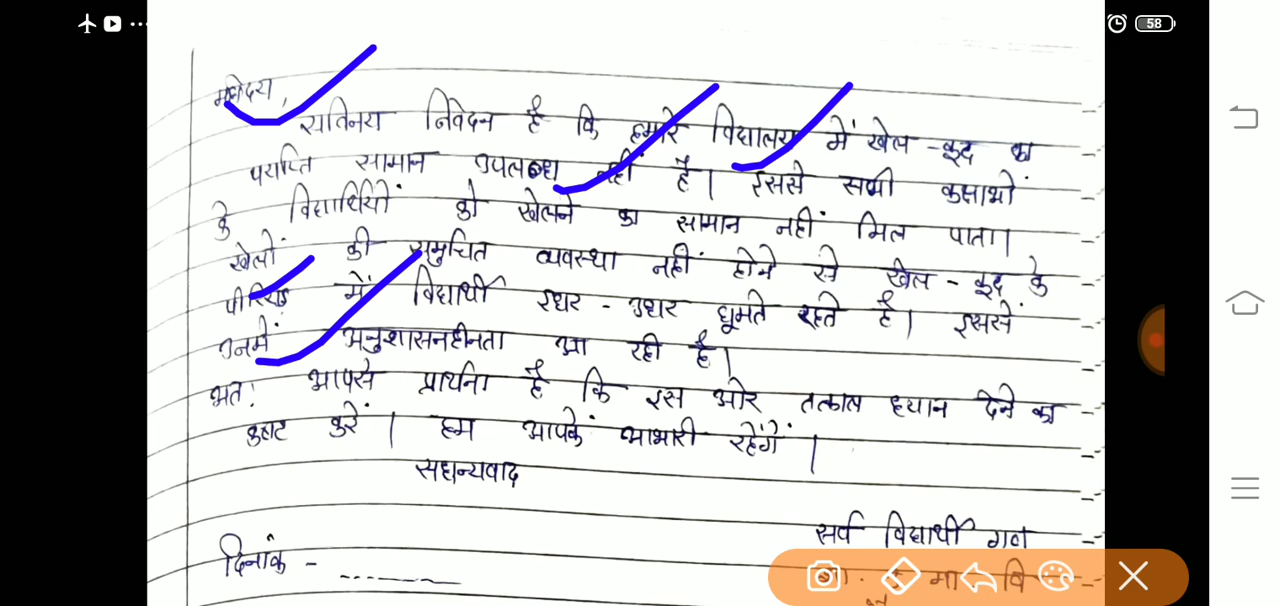 58
महोदय,
सविनय निवेदन है कि हमारे विद्यालय में खेल-कूद का
पर्याप्त सामान उपलब्ध नहीं है। इससे सभी कक्षाओं
के विद्यार्थियों को खेलने का सामान नहीं मिल पाता।
खेलों की समुचित व्यवस्था नहीं होने से खेल-कूद के
पीरियड में विद्यार्थी इधर-उधर घूमते रहते है। इससे
उनमें अनुशासनहीनता आ रही है।
अतः आपसे प्रार्थना है कि इस ओर तत्काल ध्यान देने का
करें। हम आपकें आभारी रहेंगें।
सधन्यवाद
सर्व विद्यार्थी गण
मा वि
दिनांक - ------